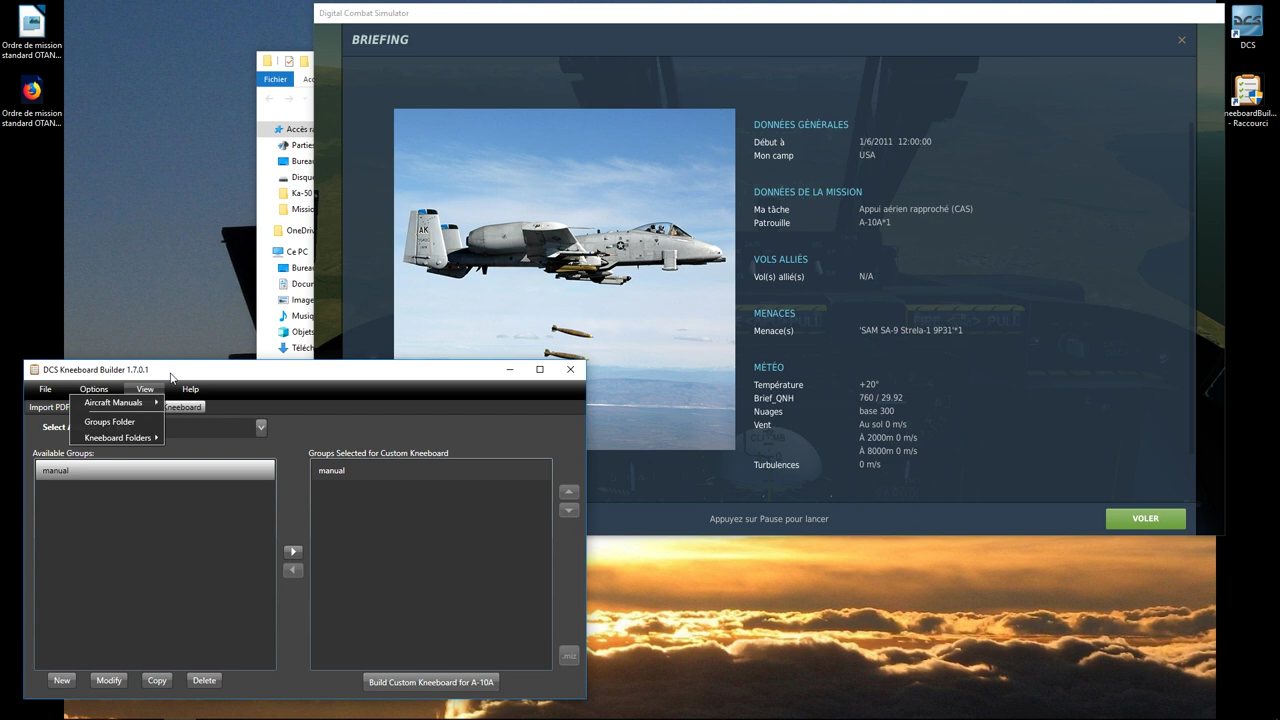 Digital Combat Simulator
BRIEFING
Ordre de mission
standard OTAN...
Ordre de mission
standard OTAN...
DCS
neeboardBuil...
- Raccourci
Fichier
Accès ra
Parties
Bureau
Disque
Ka-50
Missio
OneDriv
Ce PC
Bureau
Docum
Images
Musiq
Objets
Téléch
AK
DONNÉES GÉNÉRALES
Début à 1/6/2011 12:00:00
Mon camp USA
DONNÉES DE LA MISSION
Ma tâche Appui aérien rapproché (CAS)
Patrouille A-10A*1
VOLS ALLIÉS
Vol(s) allié(s) N/A
MENACES
Menace(s) 'SAM SA-9 Strela-1 9P31'*1
MÉTÉO
Température +20°
Brief_QNH 760 / 29.92
Nuages base 300
Vent Au sol 0 m/s
À 2000m 0 m/s
À 8000m 0 m/s
Turbulences 0 m/s
Appuyez sur Pause pour lancer
VOLER
DCS Kneeboard Builder 1.7.0.1
File Options View Help
Import PDF
Kneeboard
Aircraft Manuals
Groups Folder
Kneeboard Folders
Select A
Available Groups:
manual
Groups Selected for Custom Kneeboard
manual
.miz
New Modify Copy Delete
Build Custom Kneeboard for A-10A